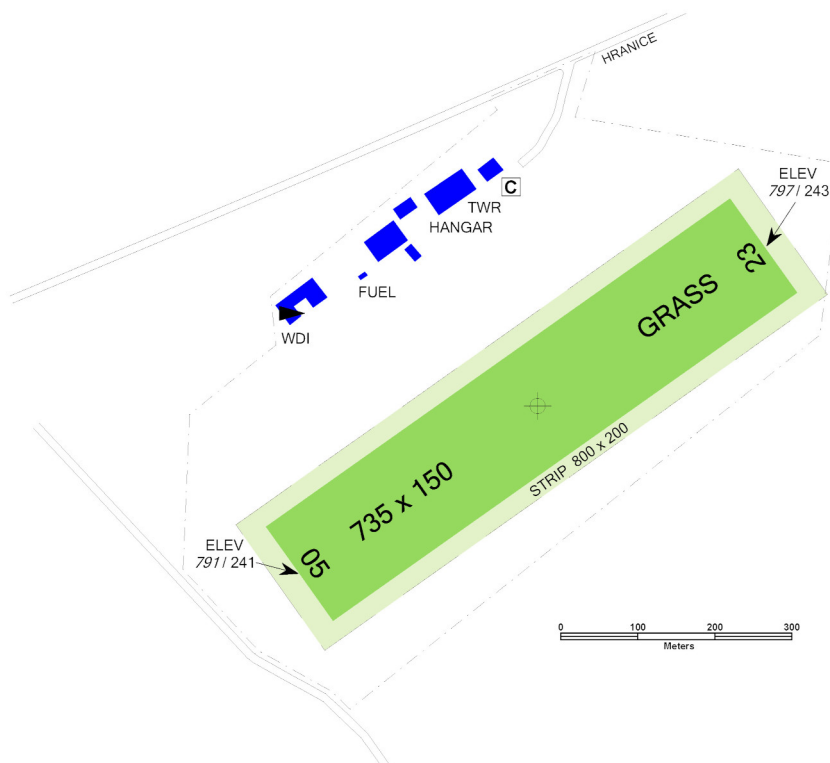 HRANICE
ELEV
797 / 243
C
TWR
HANGAR
23
FUEL
GRASS
WDI
STRIP 800 x 200
735 x 150
ELEV
791 / 241
05
0 100 200 300
Meters